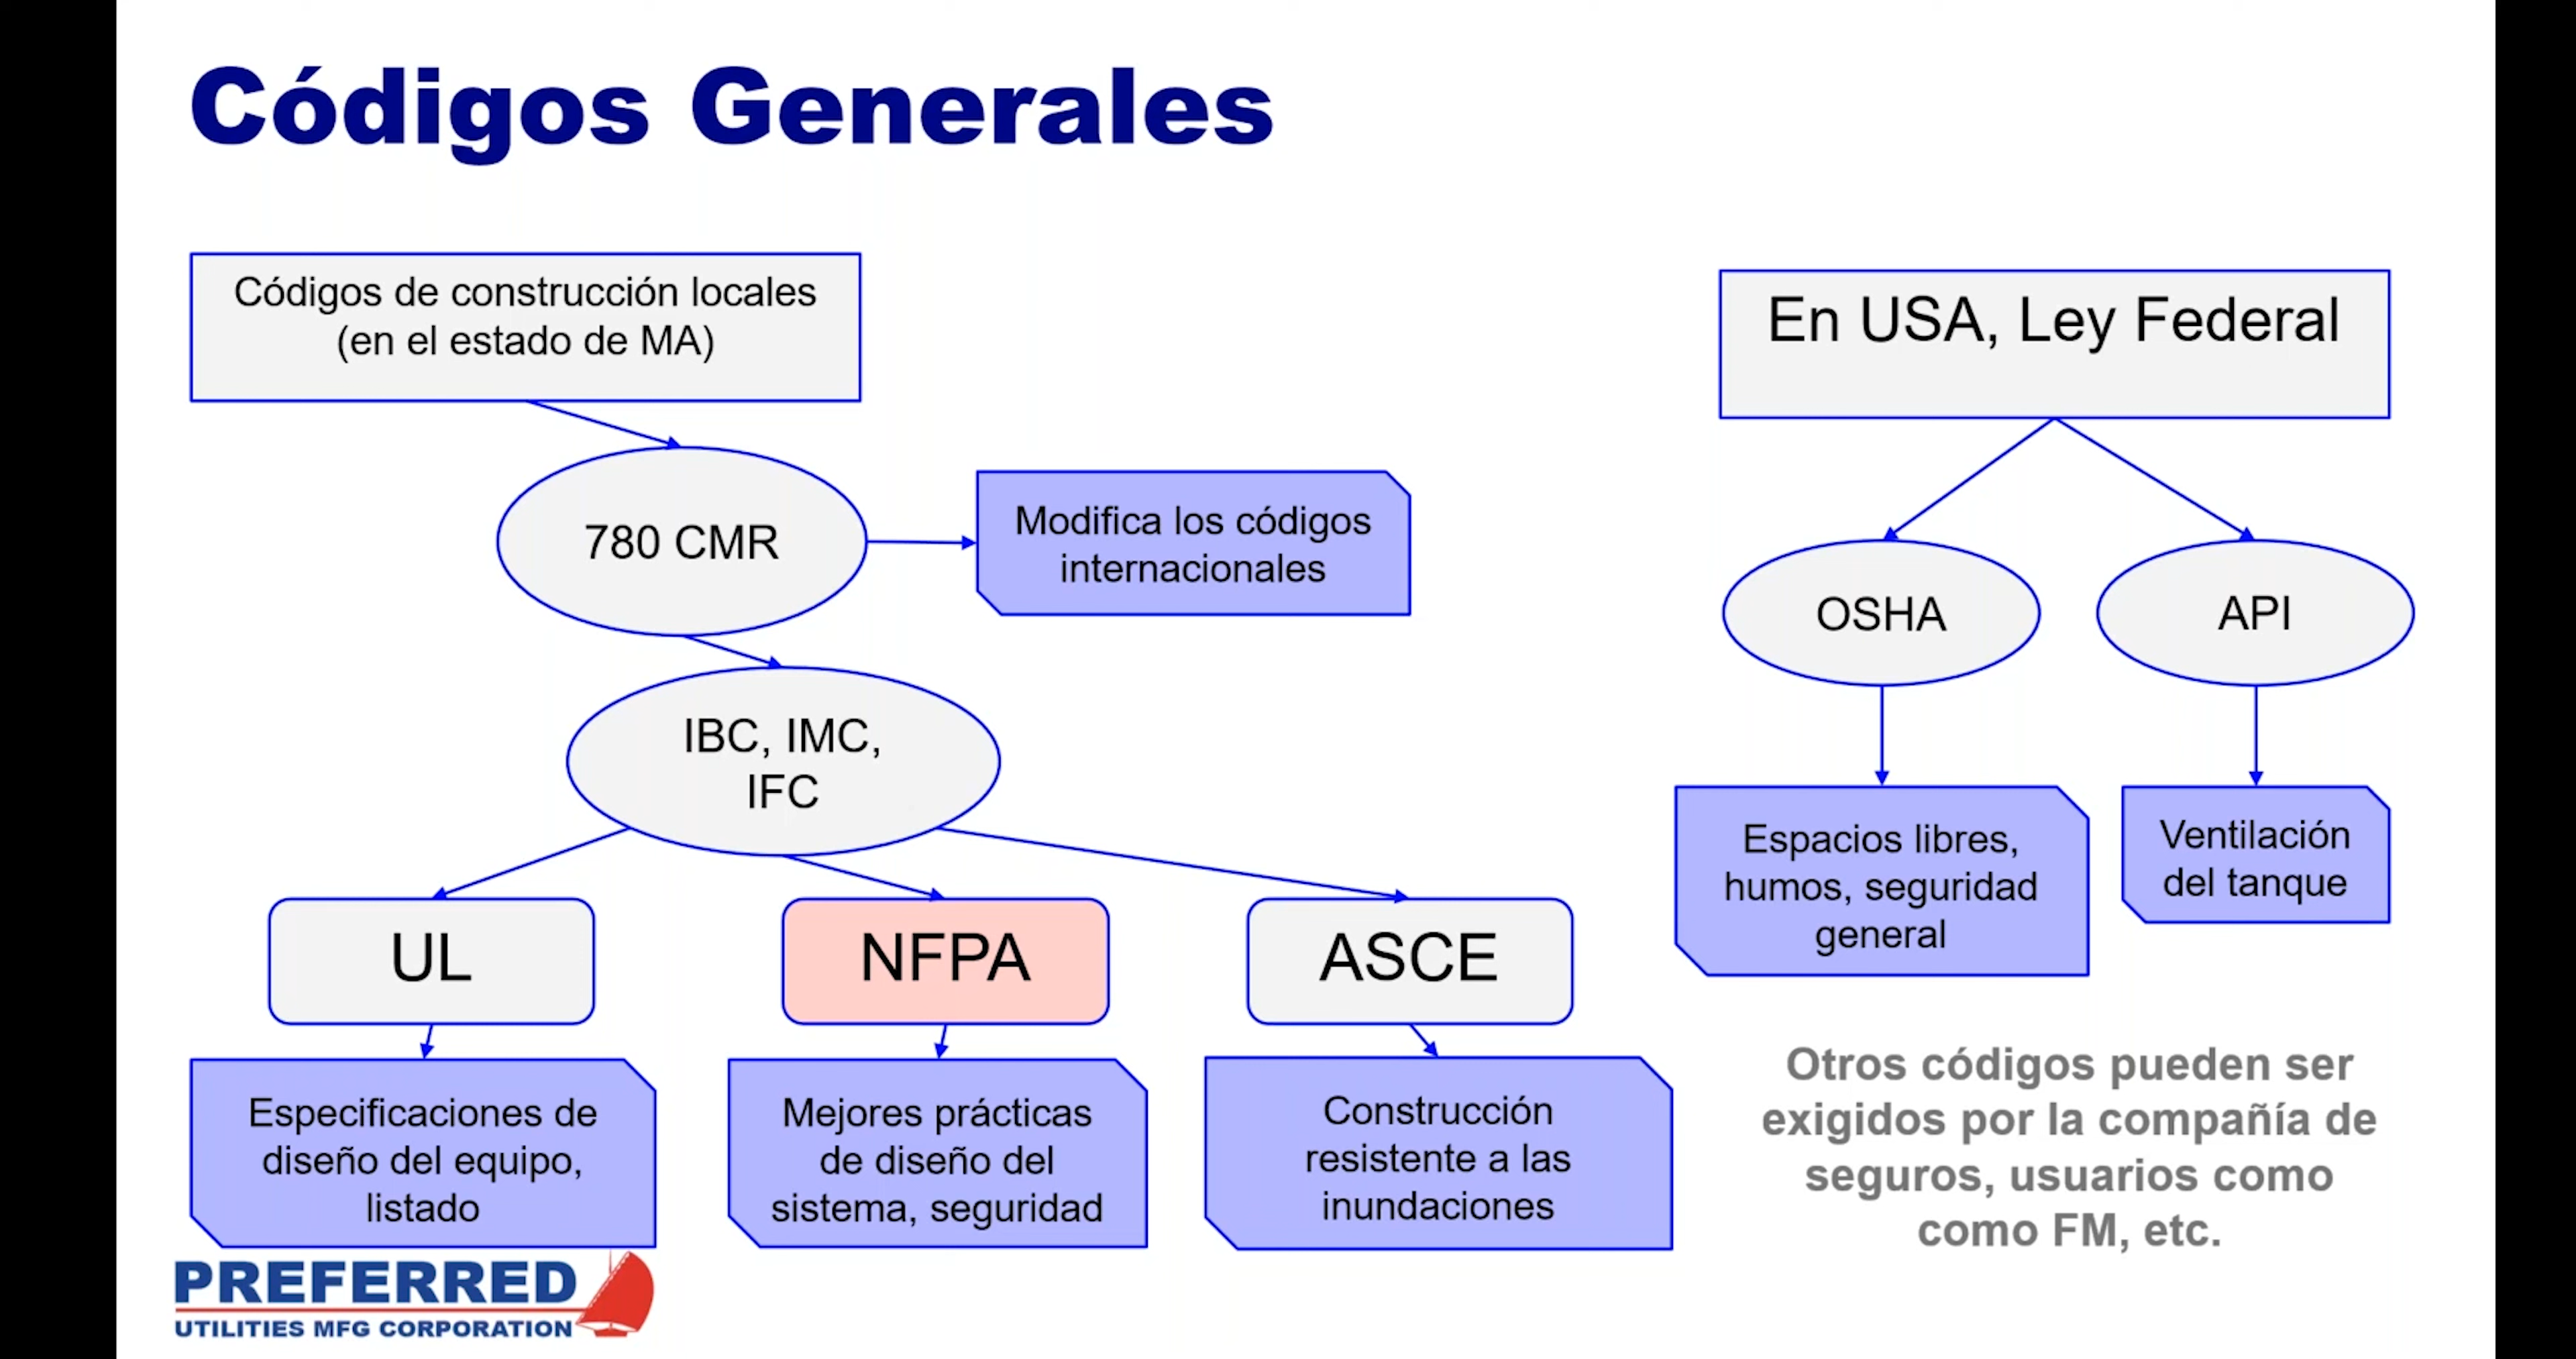 Códigos Generales
Códigos de construcción locales
(en el estado de MA)
780 CMR
Modifica los códigos
internacionales
IBC, IMC,
IFC
UL
NFPA
ASCE
Especificaciones de
diseño del equipo,
listado
Mejores prácticas
de diseño del
sistema, seguridad
Construcción
resistente a las
inundaciones
En USA, Ley Federal
OSHA
API
Espacios libres,
humos, seguridad
general
Ventilación
del tanque
Otros códigos pueden ser
exigidos por la compañía de
seguros, usuarios como
como FM, etc.
PREFERRED
UTILITIES MFG CORPORATION